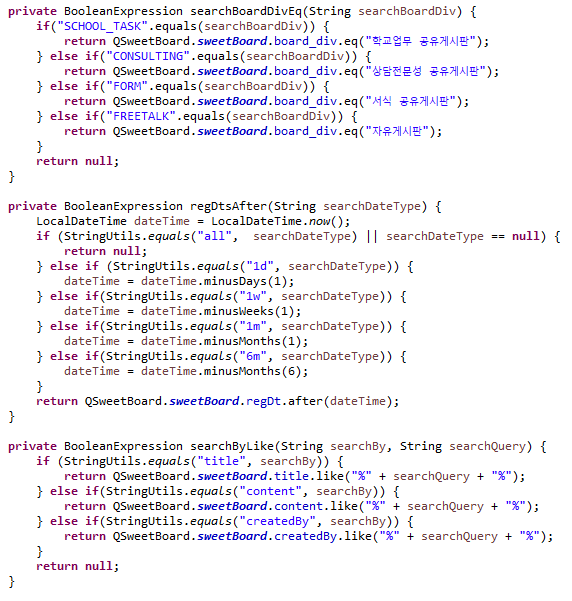 private BooleanExpression searchBoardDivEq(String searchBoardDiv) {
    if("SCHOOL_TASK".equals(searchBoardDiv)) {
        return QSweetBoard.sweetBoard.board_div.eq("학교업무 공유게시판");
    } else if("CONSULTING".equals(searchBoardDiv)) {
        return QSweetBoard.sweetBoard.board_div.eq("상담전문성 공유게시판");
    } else if("FORM".equals(searchBoardDiv)) {
        return QSweetBoard.sweetBoard.board_div.eq("서식 공유게시판");
    } else if("FREETALK".equals(searchBoardDiv)) {
        return QSweetBoard.sweetBoard.board_div.eq("자유게시판");
    }
    return null;
}

private BooleanExpression regDtsAfter(String searchDateType) {
    LocalDateTime dateTime = LocalDateTime.now();
    if (StringUtils.equals("all",  searchDateType) || searchDateType == null) {
        return null;
    } else if (StringUtils.equals("1d", searchDateType)) {
        dateTime = dateTime.minusDays(1);
    } else if(StringUtils.equals("1w", searchDateType)) {
        dateTime = dateTime.minusWeeks(1);
    } else if(StringUtils.equals("1m", searchDateType)) {
        dateTime = dateTime.minusMonths(1);
    } else if(StringUtils.equals("6m", searchDateType)) {
        dateTime = dateTime.minusMonths(6);
    }
    return QSweetBoard.sweetBoard.regDt.after(dateTime);
}

private BooleanExpression searchByLike(String searchBy, String searchQuery) {
    if (StringUtils.equals("title", searchBy)) {
        return QSweetBoard.sweetBoard.title.like("%" + searchQuery + "%");
    } else if(StringUtils.equals("content", searchBy)) {
        return QSweetBoard.sweetBoard.content.like("%" + searchQuery + "%");
    } else if(StringUtils.equals("createdBy", searchBy)) {
        return QSweetBoard.sweetBoard.createdBy.like("%" + searchQuery + "%");
    }
    return null;
}